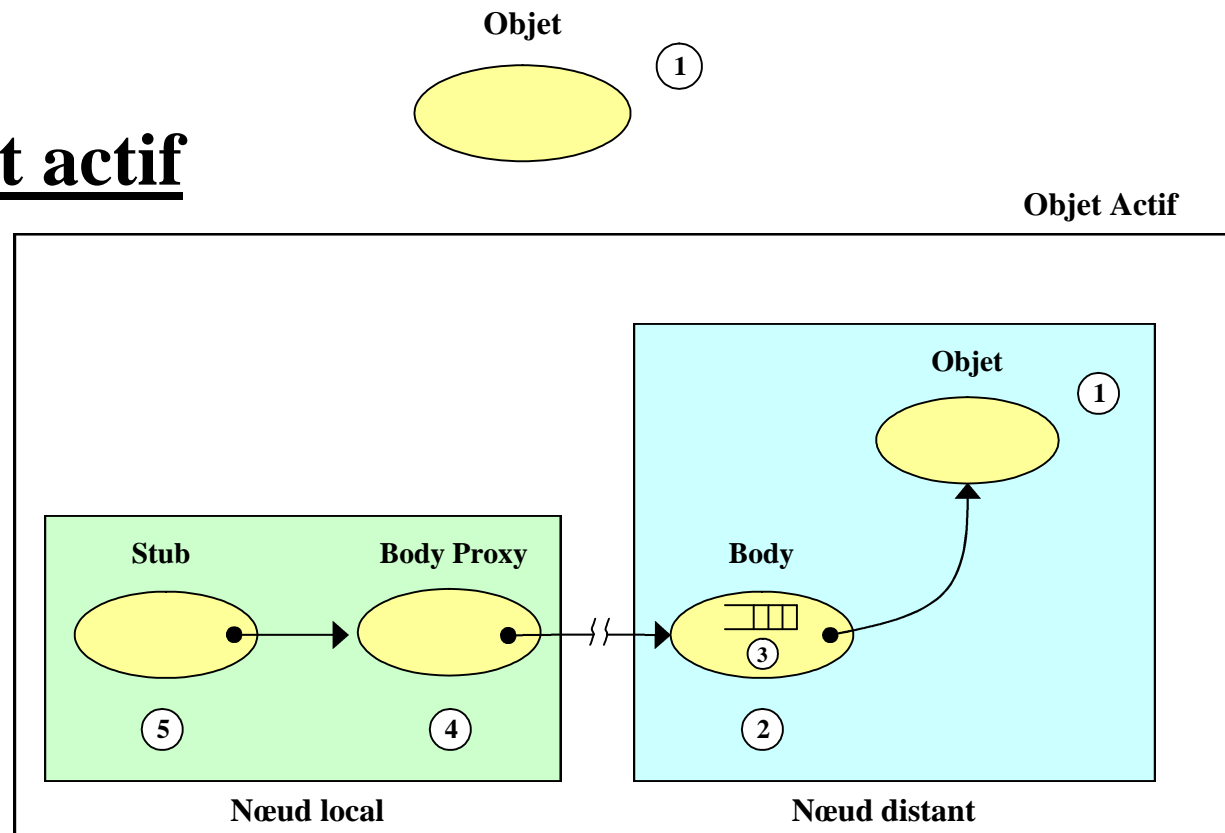 Objet
1
t actif
Objet Actif
Objet
1
Stub
Body Proxy
Body
3
5
4
2
Nœud local
Nœud distant